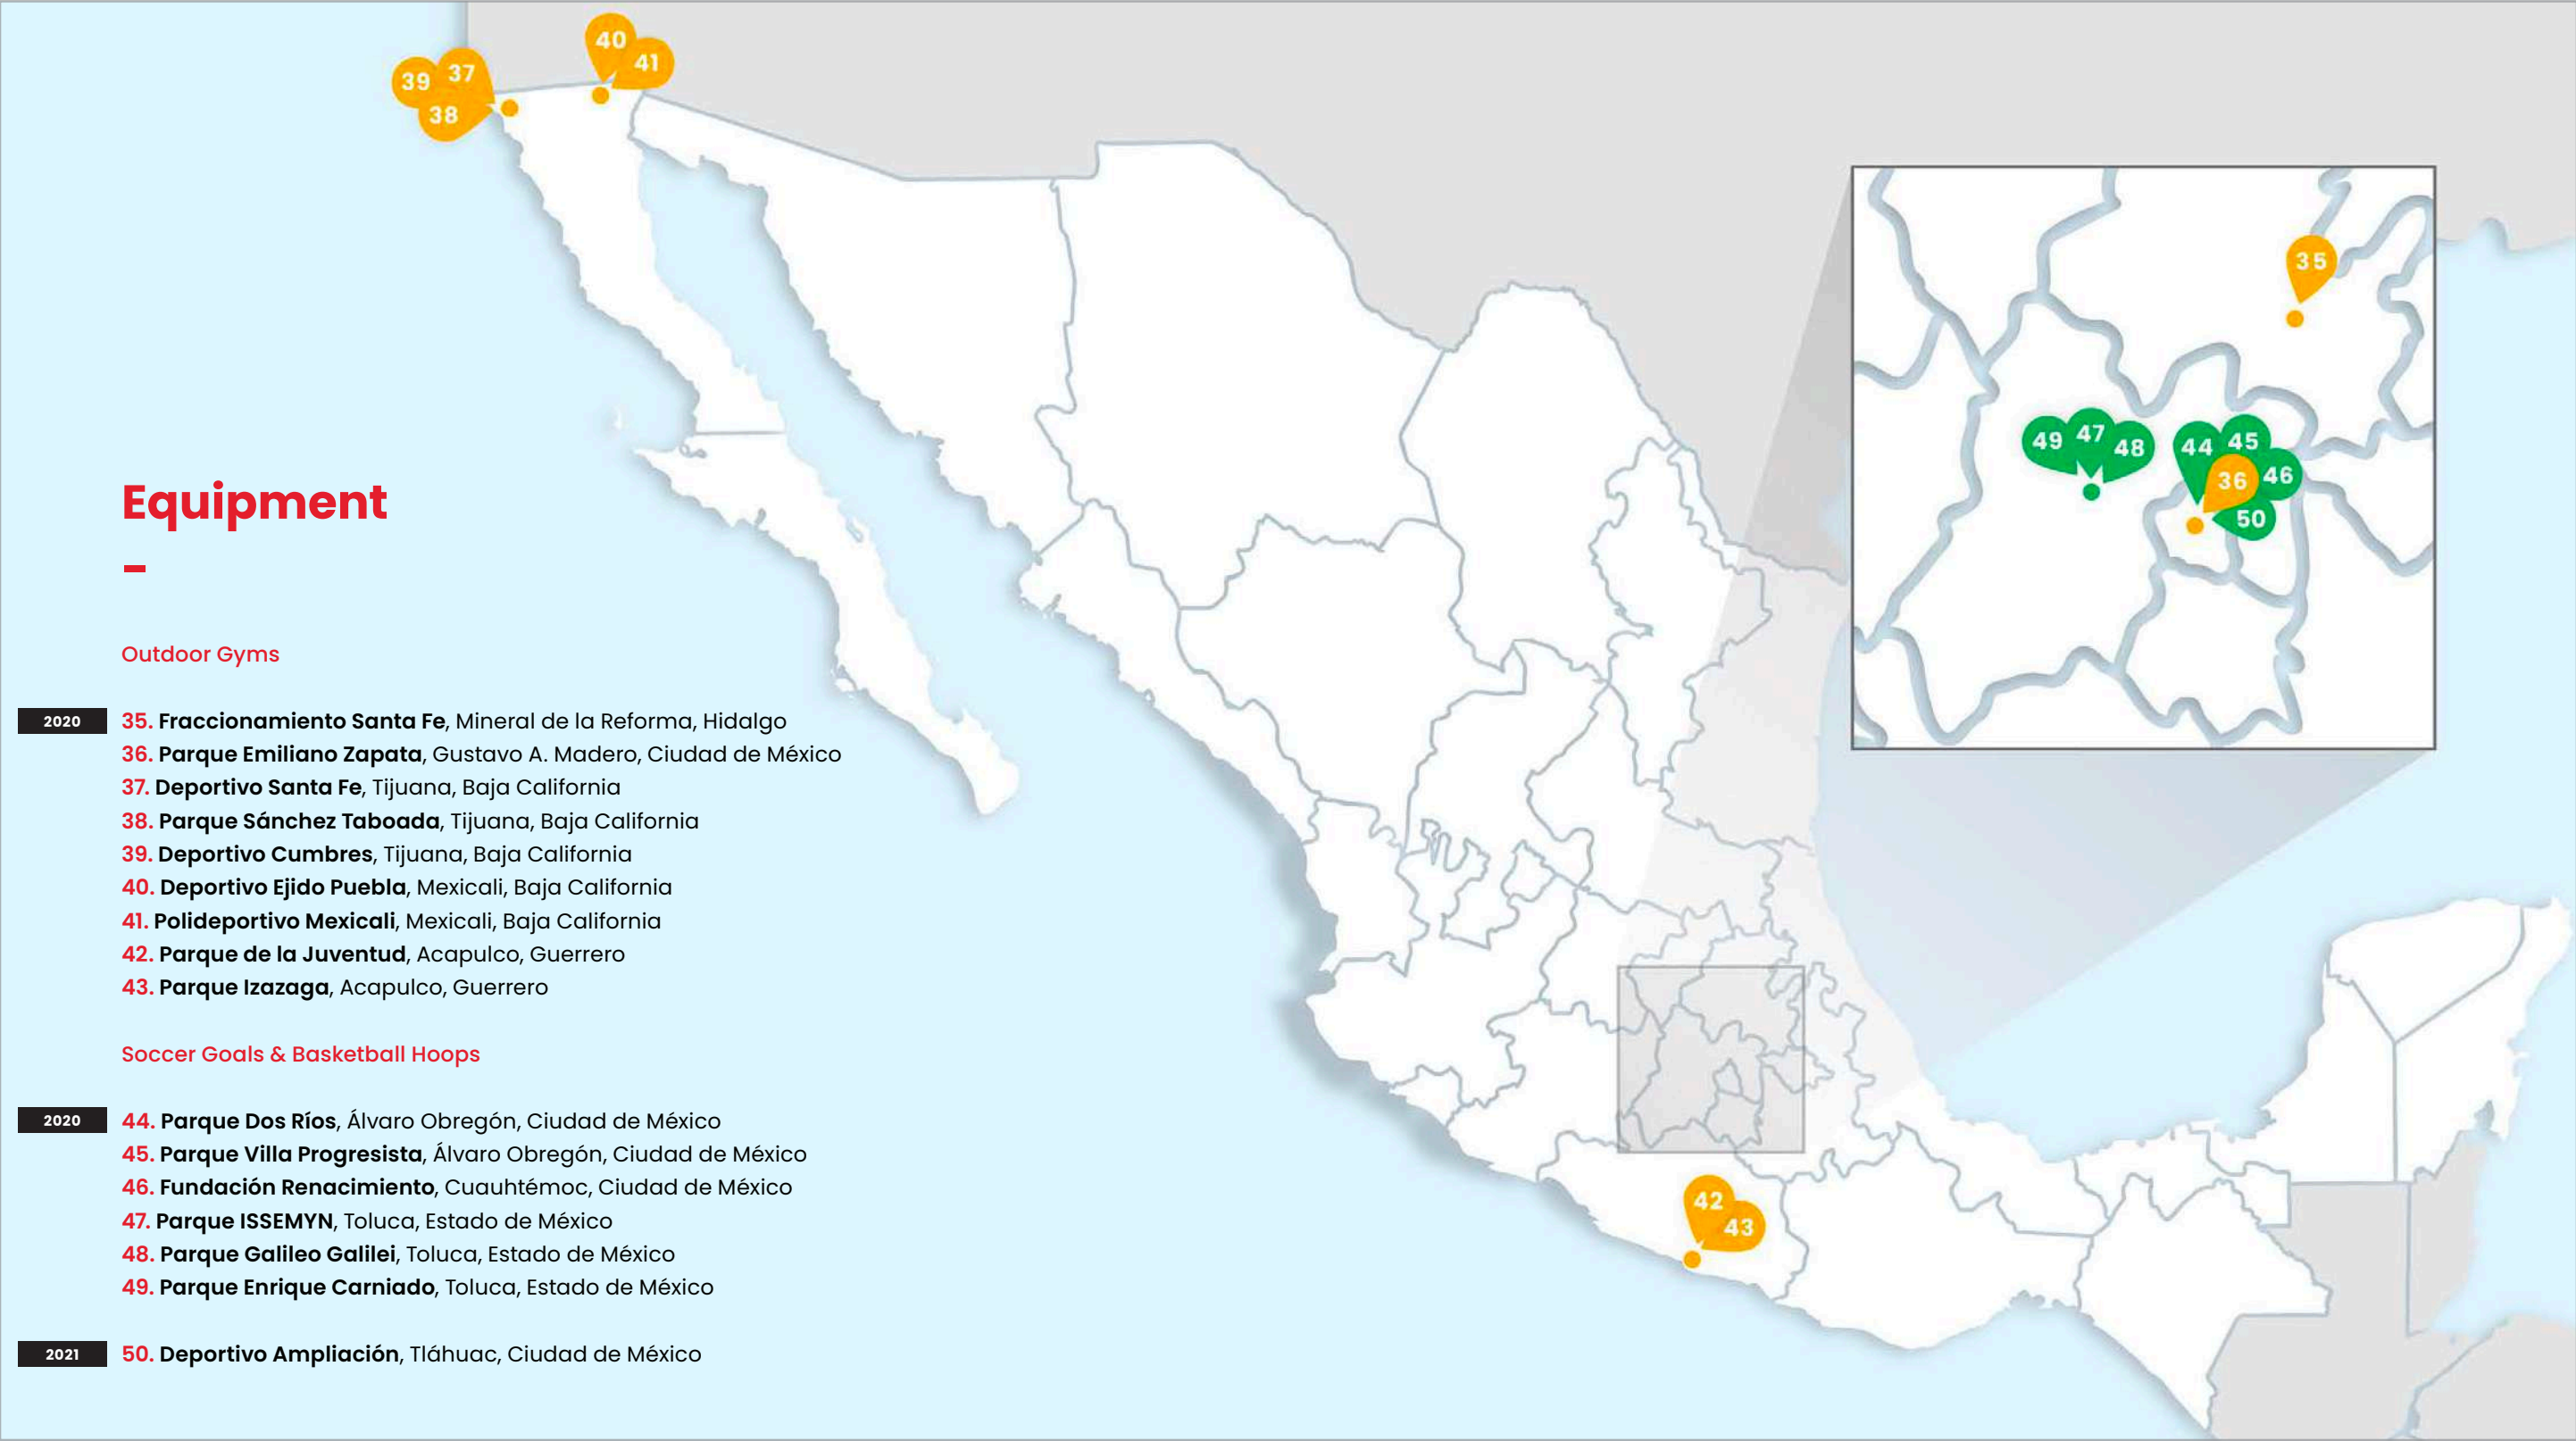 Equipment
–
Outdoor Gyms
2020
35. Fraccionamiento Santa Fe, Mineral de la Reforma, Hidalgo
36. Parque Emiliano Zapata, Gustavo A. Madero, Ciudad de México
37. Deportivo Santa Fe, Tijuana, Baja California
38. Parque Sánchez Taboada, Tijuana, Baja California
39. Deportivo Cumbres, Tijuana, Baja California
40. Deportivo Ejido Puebla, Mexicali, Baja California
41. Polideportivo Mexicali, Mexicali, Baja California
42. Parque de la Juventud, Acapulco, Guerrero
43. Parque Izazaga, Acapulco, Guerrero
Soccer Goals & Basketball Hoops
2020
44. Parque Dos Ríos, Álvaro Obregón, Ciudad de México
45. Parque Villa Progresista, Álvaro Obregón, Ciudad de México
46. Fundación Renacimiento, Cuauhtémoc, Ciudad de México
47. Parque ISSEMYN, Toluca, Estado de México
48. Parque Galileo Galilei, Toluca, Estado de México
49. Parque Enrique Carniado, Toluca, Estado de México
2021
50. Deportivo Ampliación, Tláhuac, Ciudad de México
39
37
38
40
41
35
49
47
48
44
45
36
46
50
42
43